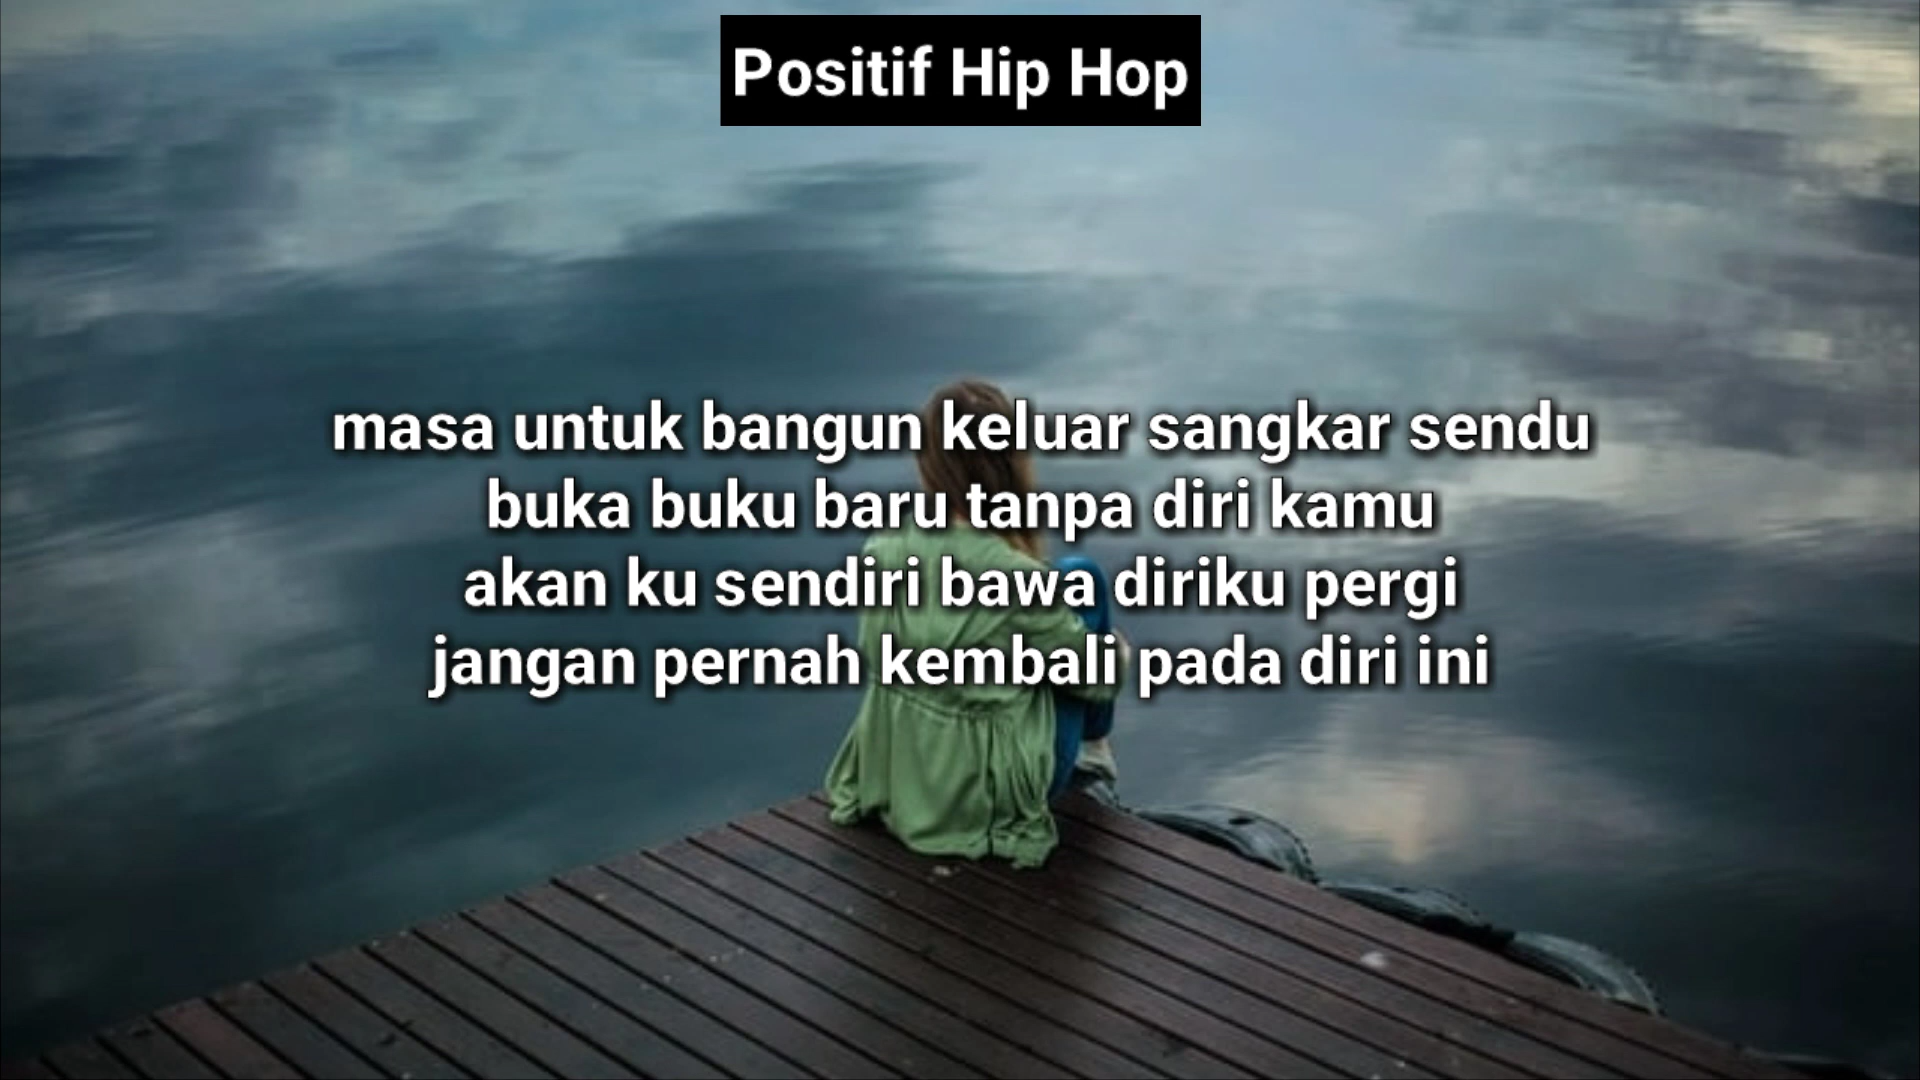 Positif Hip Hop
masa untuk bangun keluar sangkar sendu
buka buku baru tanpa diri kamu
akan ku sendiri bawa diriku pergi
jangan pernah kembali pada diri ini